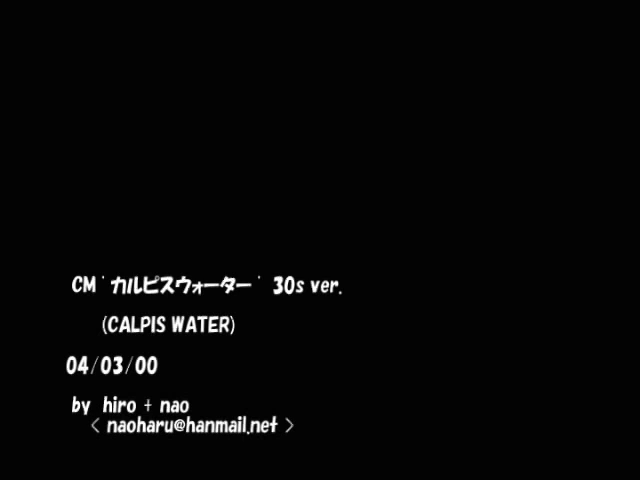 CM ˙カルピスウォーター˙ 30s ver.
(CALPIS WATER)
04/03/00
by hiro + nao
< naoharu@hanmail.net >